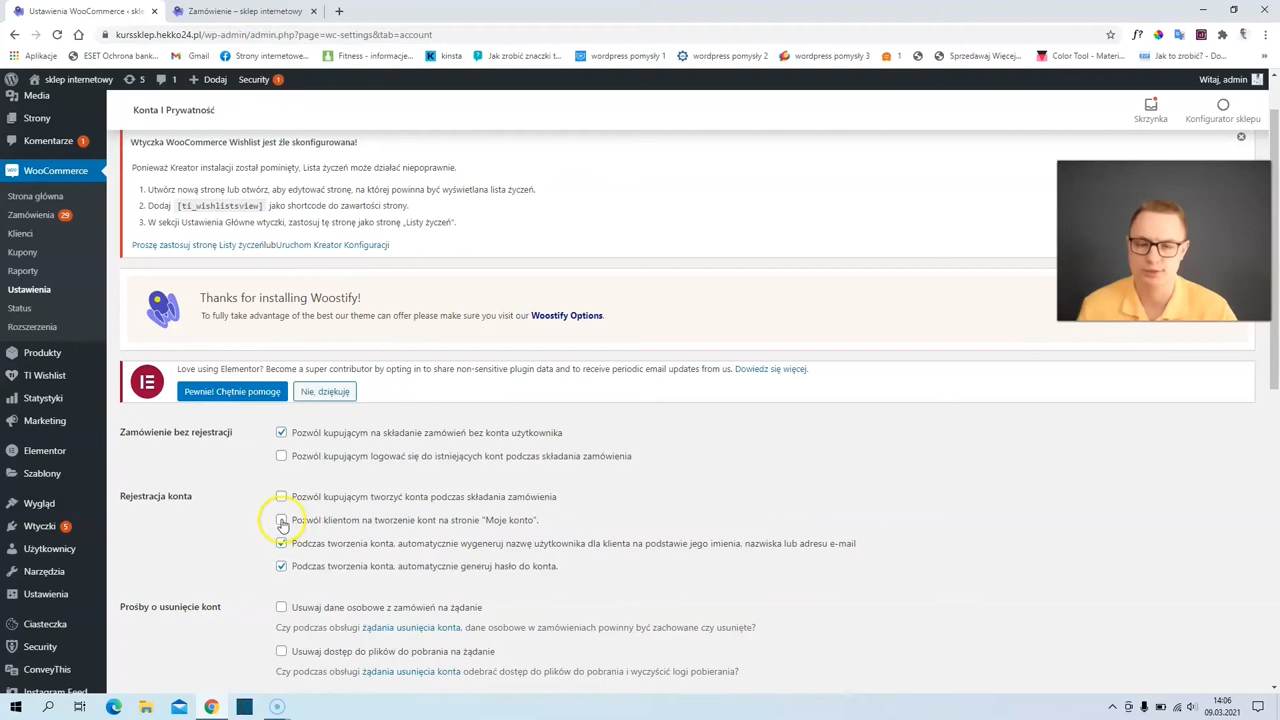 Ustawienia WooCommerce ‹ skle
Zamówienie – sklep internetowy
kurssklep.hekko24.pl/wp-admin/admin.php?page=wc-settings&tab=account
Aplikacje
ESET Ochrona bank...
Gmail
Strony internetowe...
Fitness - informacje,...
kinsta
Jak zrobić znaczki t...
wordpress pomysły 1
wordpress pomysły 2
wordpress pomysły 3
1
Sprzedawaj Więcej,...
Color Tool - Materi...
Jak to zrobić? - Do...
sklep internetowy
5
1
Dodaj
Security 1
Witaj, admin
Media
Strony
Komentarze 1
WooCommerce
Strona główna
Zamówienia 29
Klienci
Kupony
Raporty
Ustawienia
Status
Rozszerzenia
Produkty
TI Wishlist
Statystyki
Marketing
Elementor
Szablony
Wygląd
Wtyczki 5
Użytkownicy
Narzędzia
Ustawienia
Ciasteczka
Security
ConveyThis
Instagram Feed
Konta I Prywatność
Skrzynka
Konfigurator sklepu
Wtyczka WooCommerce Wishlist jest źle skonfigurowana!
Ponieważ Kreator instalacji został pominięty, Lista życzeń może działać niepoprawnie.
1. Utwórz nową stronę lub otwórz, aby edytować stronę, na której powinna być wyświetlana lista życzeń.
2. Dodaj [ti_wishlistsview] jako shortcode do zawartości strony.
3. W sekcji Ustawienia Główne wtyczki, zastosuj tę stronę jako stronę „Listy życzeń”.
Proszę zastosuj stronę Listy życzeńlubUruchom Kreator Konfiguracji
Thanks for installing Woostify!
To fully take advantage of the best our theme can offer please make sure you visit our Woostify Options.
Love using Elementor? Become a super contributor by opting in to share non-sensitive plugin data and to receive periodic email updates from us. Dowiedz się więcej.
Pewnie! Chętnie pomogę
Nie, dziękuję
Zamówienie bez rejestracji
Pozwól kupującym na składanie zamówień bez konta użytkownika
Pozwól kupującym logować się do istniejących kont podczas składania zamówienia
Rejestracja konta
Pozwól kupującym tworzyć konta podczas składania zamówienia
Pozwól klientom na tworzenie kont na stronie "Moje konto".
Podczas tworzenia konta, automatycznie wygeneruj nazwę użytkownika dla klienta na podstawie jego imienia, nazwiska lub adresu e-mail
Podczas tworzenia konta, automatycznie generuj hasło do konta.
Prośby o usunięcie kont
Usuwaj dane osobowe z zamówień na żądanie
Czy podczas obsługi żądania usunięcia konta, dane osobowe w zamówieniach powinny być zachowane czy usunięte?
Usuwaj dostęp do plików do pobrania na żądanie
Czy podczas obsługi żądania usunięcia konta odebrać dostęp do plików do pobrania i wyczyścić logi pobierania?
14:06
09.03.2021